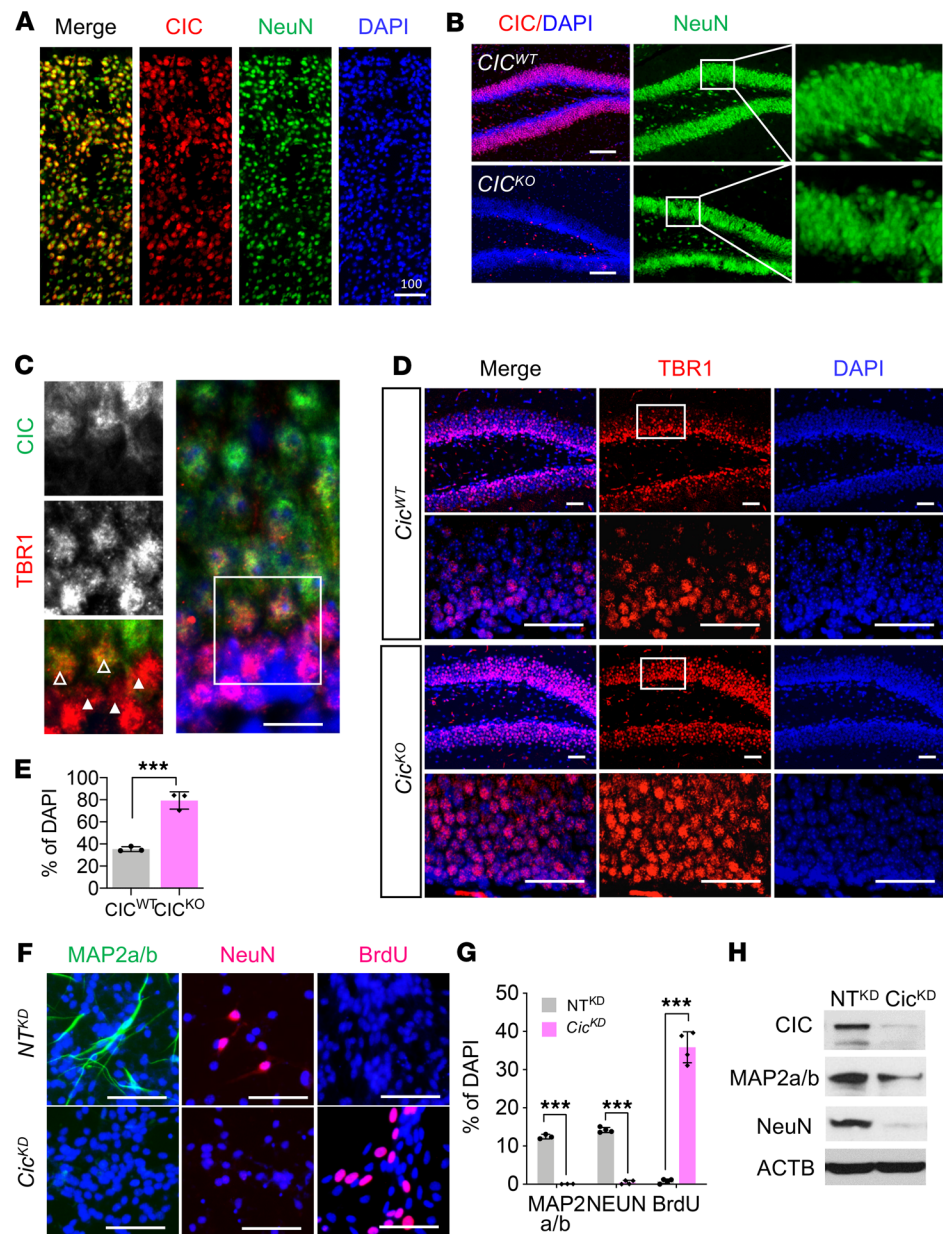 A
Merge CIC NeuN DAPI
100
B
CIC/DAPI NeuN
CIC^WT
CIC^KO
C
CIC
TBR1
D
Merge TBR1 DAPI
Cic^WT
Cic^KO
E
***
% of DAPI
100
80
60
40
20
0
CIC^WT CIC^KO
F
MAP2a/b NeuN BrdU
NT^KD
Cic^KD
G
% of DAPI
50
40
30
20
10
0
NT^KD
Cic^KD
*** *** ***
MAP2 NEUN BrdU
a/b
H
NT^KD Cic^KD
CIC
MAP2a/b
NeuN
ACTB